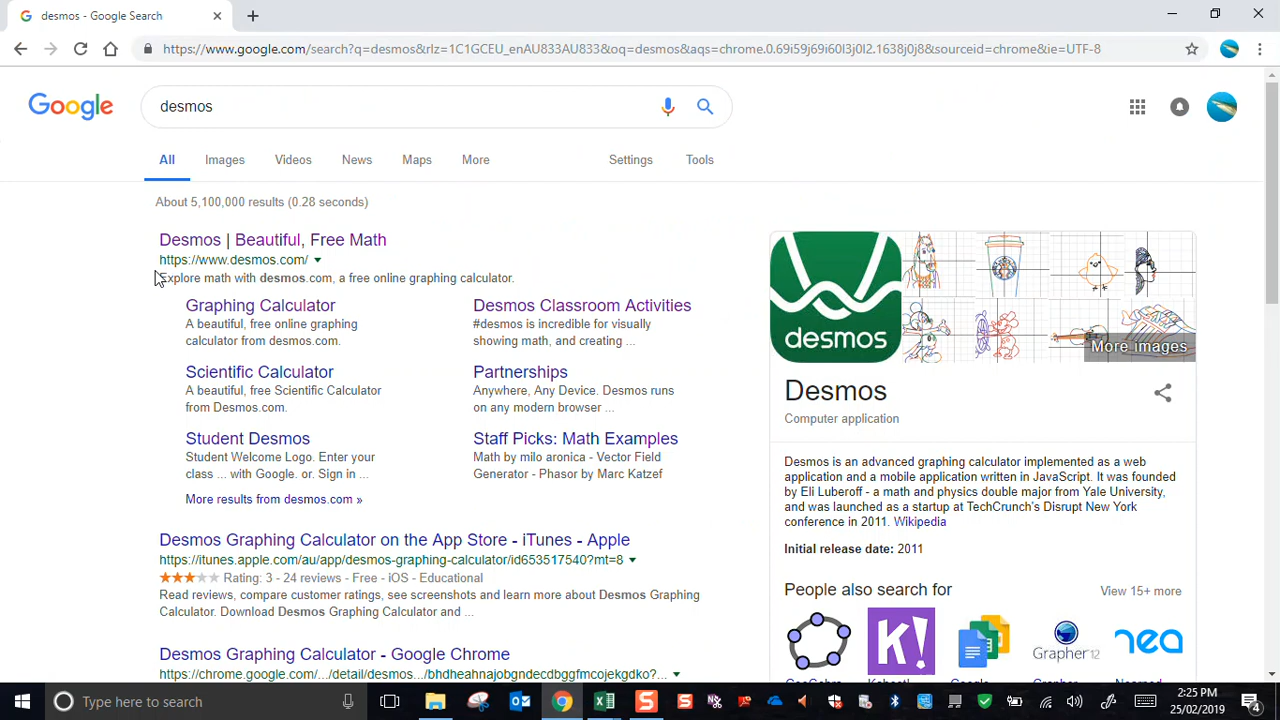 desmos - Google Search
https://www.google.com/search?q=desmos&rlz=1C1GCEU_enAU833AU833&oq=desmos&aqs=chrome.0.69i59j69i60l3j0l2.1638j0j8&sourceid=chrome&ie=UTF-8
Google
desmos
All Images Videos News Maps More Settings Tools
About 5,100,000 results (0.28 seconds)
Desmos | Beautiful, Free Math
https://www.desmos.com/
Explore math with desmos.com, a free online graphing calculator.
Graphing Calculator
A beautiful, free online graphing
calculator from desmos.com.
Desmos Classroom Activities
#desmos is incredible for visually
showing math, and creating ...
Scientific Calculator
A beautiful, free Scientific Calculator
from Desmos.com.
Partnerships
Anywhere, Any Device. Desmos runs
on any modern browser ...
Student Desmos
Student Welcome Logo. Enter your
class ... with Google. or. Sign in ...
Staff Picks: Math Examples
Math by milo aronica - Vector Field
Generator - Phasor by Marc Katzef
More results from desmos.com »
Desmos Graphing Calculator on the App Store - iTunes - Apple
https://itunes.apple.com/au/app/desmos-graphing-calculator/id653517540?mt=8
Rating: 3 - 24 reviews - Free - iOS - Educational
Read reviews, compare customer ratings, see screenshots and learn more about Desmos Graphing
Calculator. Download Desmos Graphing Calculator and ...
Desmos Graphing Calculator - Google Chrome
https://chrome.google.com/.../detail/desmos.../bhdheahnajobgndecdbggfmcojekgdko?...
desmos
More images
Desmos
Computer application
Desmos is an advanced graphing calculator implemented as a web
application and a mobile application written in JavaScript. It was founded
by Eli Luberoff - a math and physics double major from Yale University,
and was launched as a startup at TechCrunch's Disrupt New York
conference in 2011. Wikipedia
Initial release date: 2011
People also search for
View 15+ more
K!
Grapher 12
nea
Type here to search
2:25 PM
25/02/2019
4